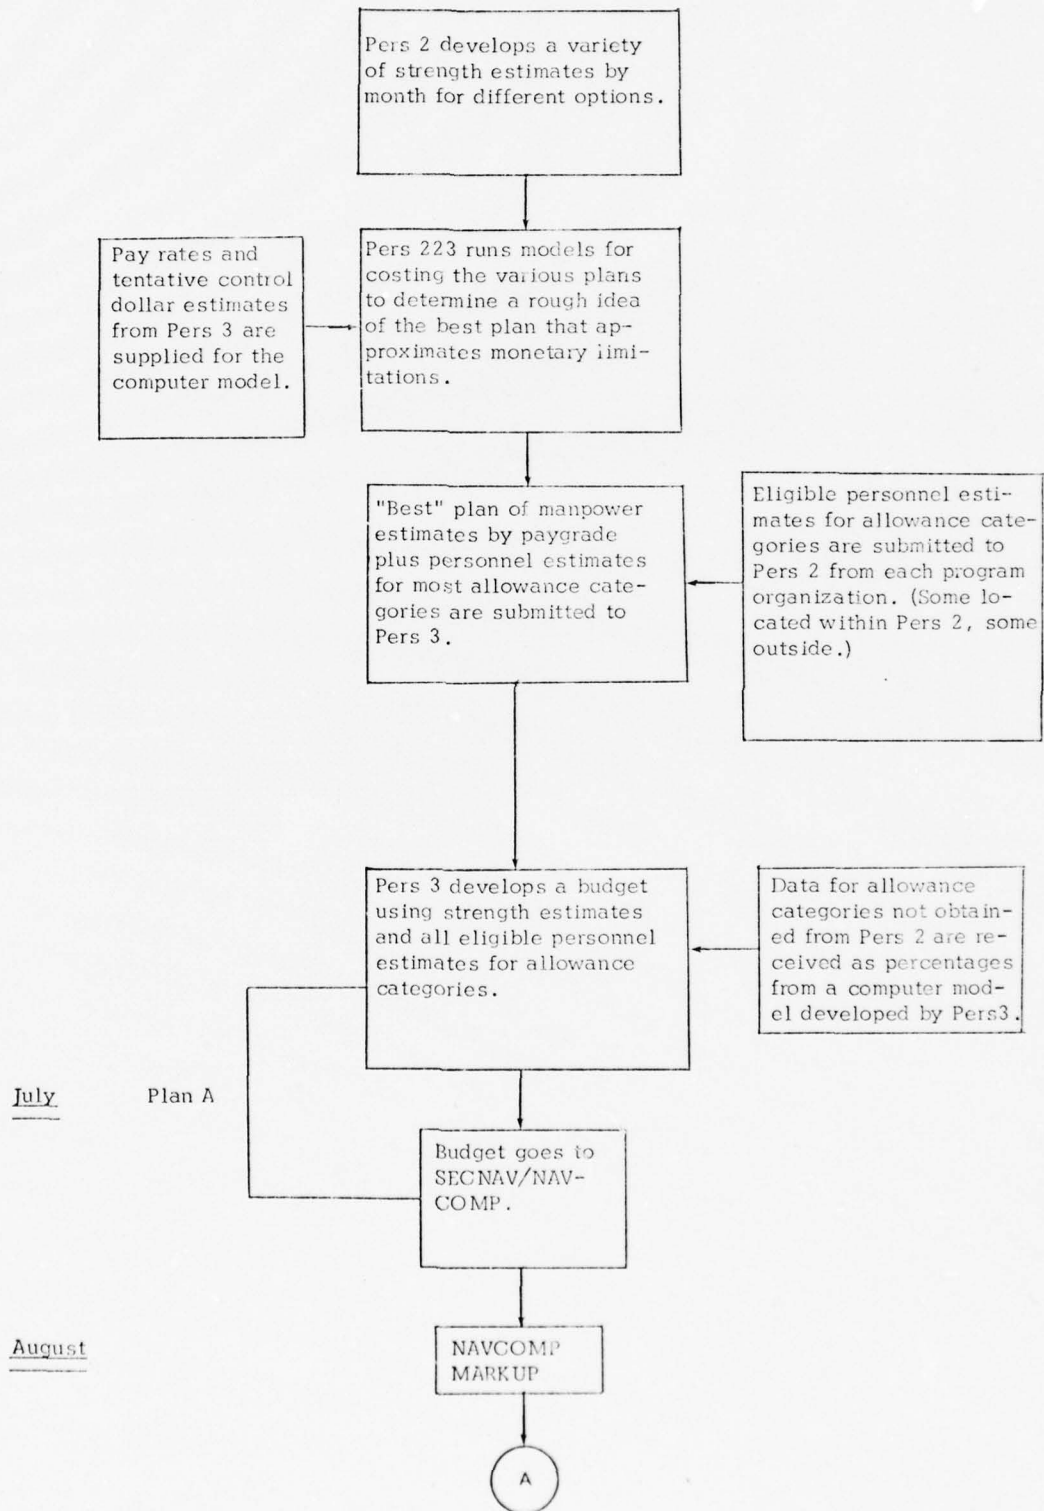 Pers 2 develops a variety
of strength estimates by
month for different options.
Pay rates and
tentative control
dollar estimates
from Pers 3 are
supplied for the
computer model.
Pers 223 runs models for
costing the various plans
to determine a rough idea
of the best plan that ap-
proximates monetary limi-
tations.
"Best" plan of manpower
estimates by paygrade
plus personnel estimates
for most allowance cate-
gories are submitted to
Pers 3.
Eligible personnel esti-
mates for allowance cate-
gories are submitted to
Pers 2 from each program
organization. (Some lo-
cated within Pers 2, some
outside.)
Pers 3 develops a budget
using strength estimates
and all eligible personnel
estimates for allowance
categories.
Data for allowance
categories not obtain-
ed from Pers 2 are re-
ceived as percentages
from a computer mod-
el developed by Pers3.
July
Plan A
Budget goes to
SECNAV/NAV-
COMP.
August
NAVCOMP
MARKUP
A